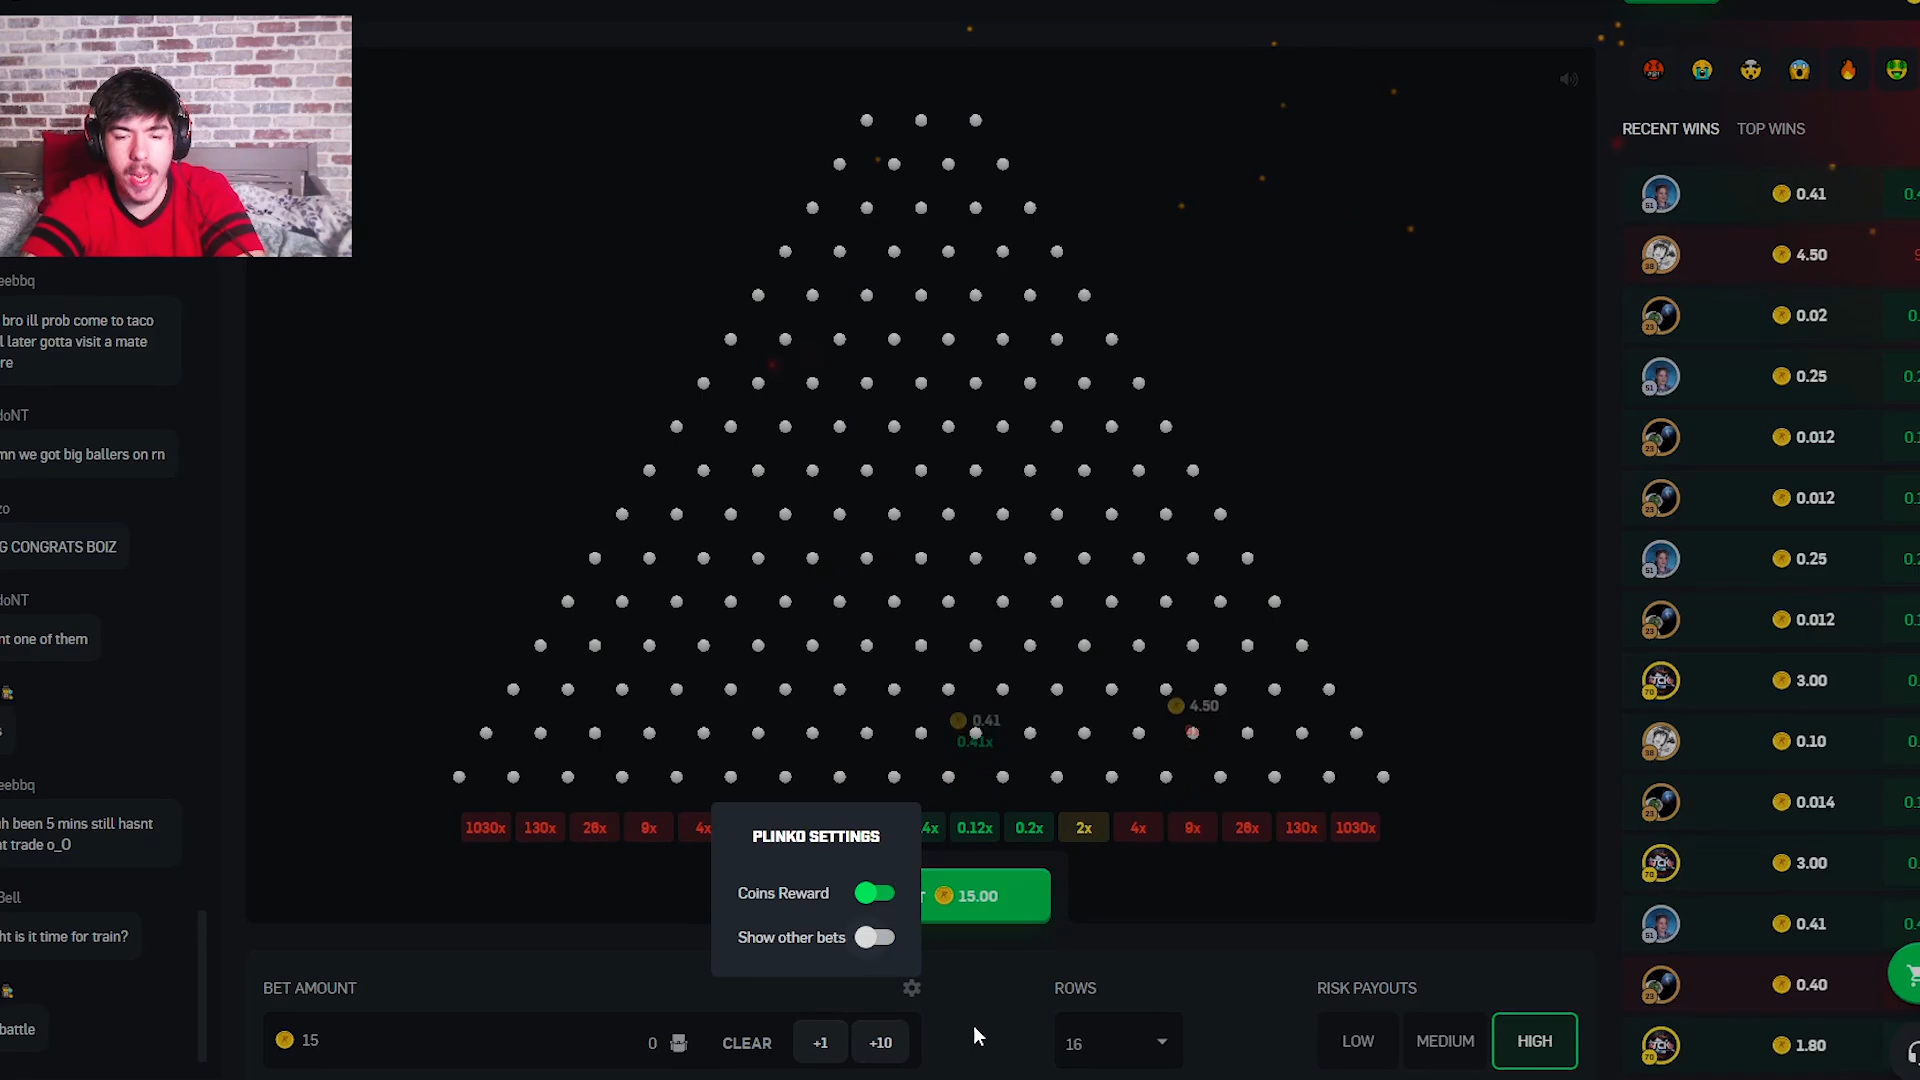 RECENT WINS TOP WINS
0.41
4.50
0.02
0.25
0.012
0.012
0.25
0.012
3.00
0.10
0.014
3.00
0.41
0.40
1.80
eebbq
bro ill prob come to taco
l later gotta visit a mate
re
doNT
mn we got big ballers on rn
zo
G CONGRATS BOIZ
doNT
nt one of them
eebbq
uh been 5 mins still hasnt
nt trade o_O
Bell
ht is it time for train?
battle
0.41
0.41x
4.50
9x
1030x 130x 26x 9x 4x 4x 0.12x 0.2x 2x 4x 9x 26x 130x 1030x
PLINKO SETTINGS
Coins Reward
Show other bets
T 15.00
BET AMOUNT
15 0 CLEAR +1 +10
ROWS
16
RISK PAYOUTS
LOW MEDIUM HIGH